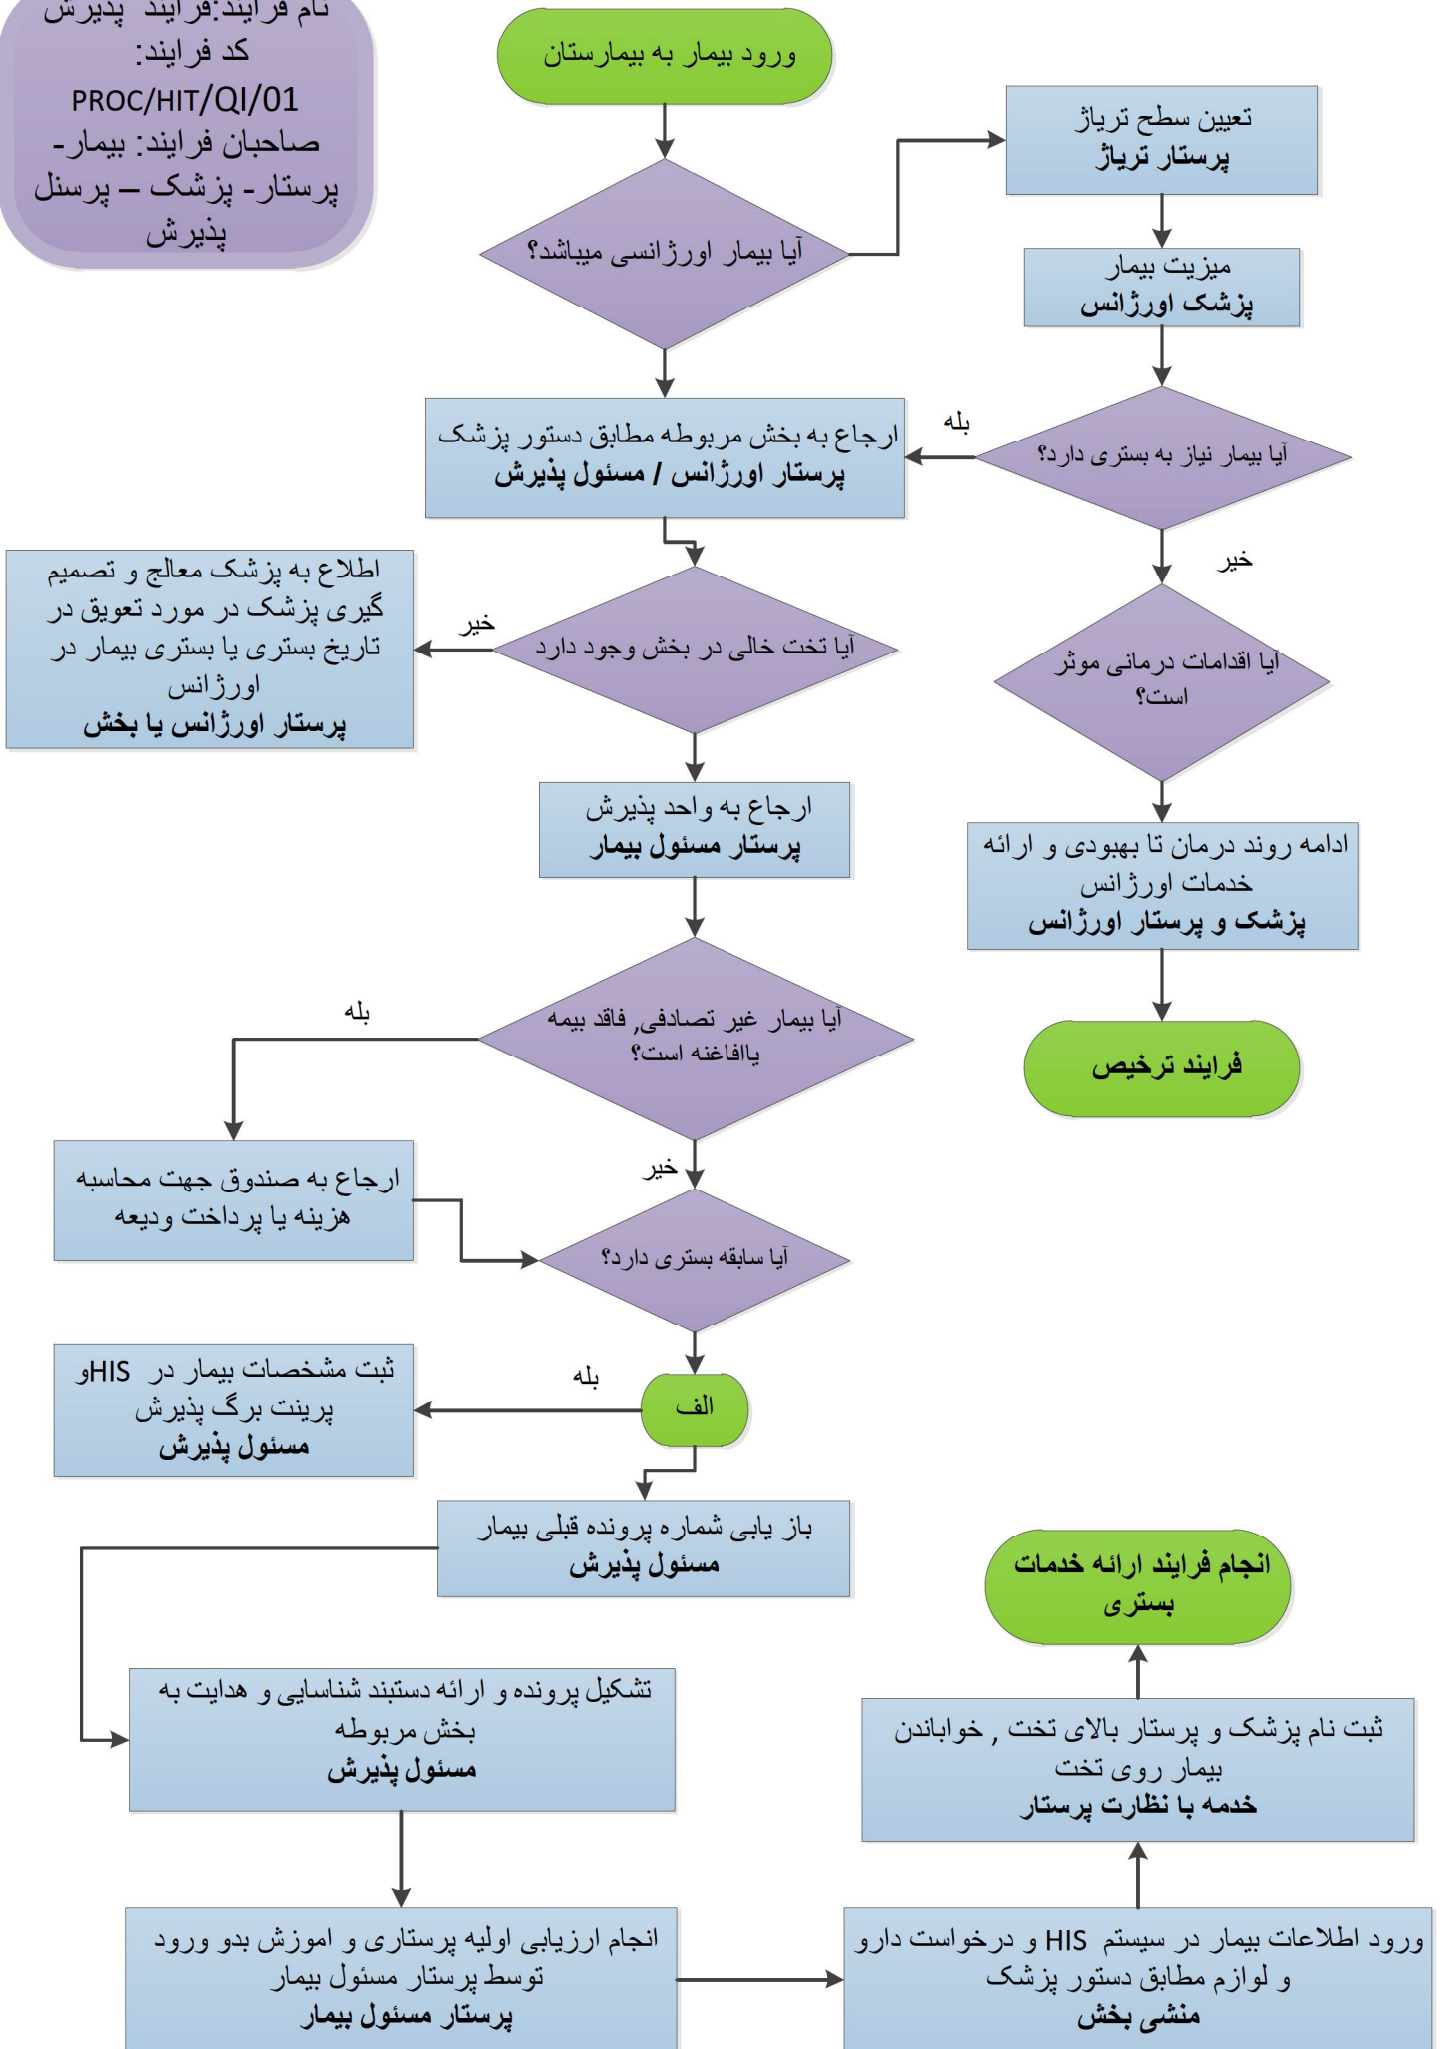 نام فرایند:فرایند پذیرش
کد فرایند:
PROC/HIT/QI/01
صاحبان فرایند: بیمار-
پرستار- پزشک – پرسنل
پذیرش
ورود بیمار به بیمارستان
آیا بیمار اورژانسی میباشد؟
تعیین سطح تریاژ
پرستار تریاژ
میزیت بیمار
پزشک اورژانس
آیا بیمار نیاز به بستری دارد؟
بله
خیر
ارجاع به بخش مربوطه مطابق دستور پزشک
پرستار اورژانس / مسئول پذیرش
آیا تخت خالی در بخش وجود دارد
خیر
اطلاع به پزشک معالج و تصمیم
گیری پزشک در مورد تعویق در
تاریخ بستری یا بستری بیمار در
اورژانس
پرستار اورژانس یا بخش
آیا اقدامات درمانی موثر
است؟
ادامه روند درمان تا بهبودی و ارائه
خدمات اورژانس
پزشک و پرستار اورژانس
فرایند ترخیص
ارجاع به واحد پذیرش
پرستار مسئول بیمار
آیا بیمار غیر تصادفی, فاقد بیمه
یاافاغنه است؟
بله
خیر
ارجاع به صندوق جهت محاسبه
هزینه یا پرداخت ودیعه
آیا سابقه بستری دارد؟
الف
بله
ثبت مشخصات بیمار در HISو
پرینت برگ پذیرش
مسئول پذیرش
باز یابی شماره پرونده قبلی بیمار
مسئول پذیرش
تشکیل پرونده و ارائه دستبند شناسایی و هدایت به
بخش مربوطه
مسئول پذیرش
انجام ارزیابی اولیه پرستاری و اموزش بدو ورود
توسط پرستار مسئول بیمار
پرستار مسئول بیمار
ورود اطلاعات بیمار در سیستم HIS و درخواست دارو
و لوازم مطابق دستور پزشک
منشی بخش
ثبت نام پزشک و پرستار بالای تخت , خواباندن
بیمار روی تخت
خدمه با نظارت پرستار
انجام فرایند ارائه خدمات
بستری